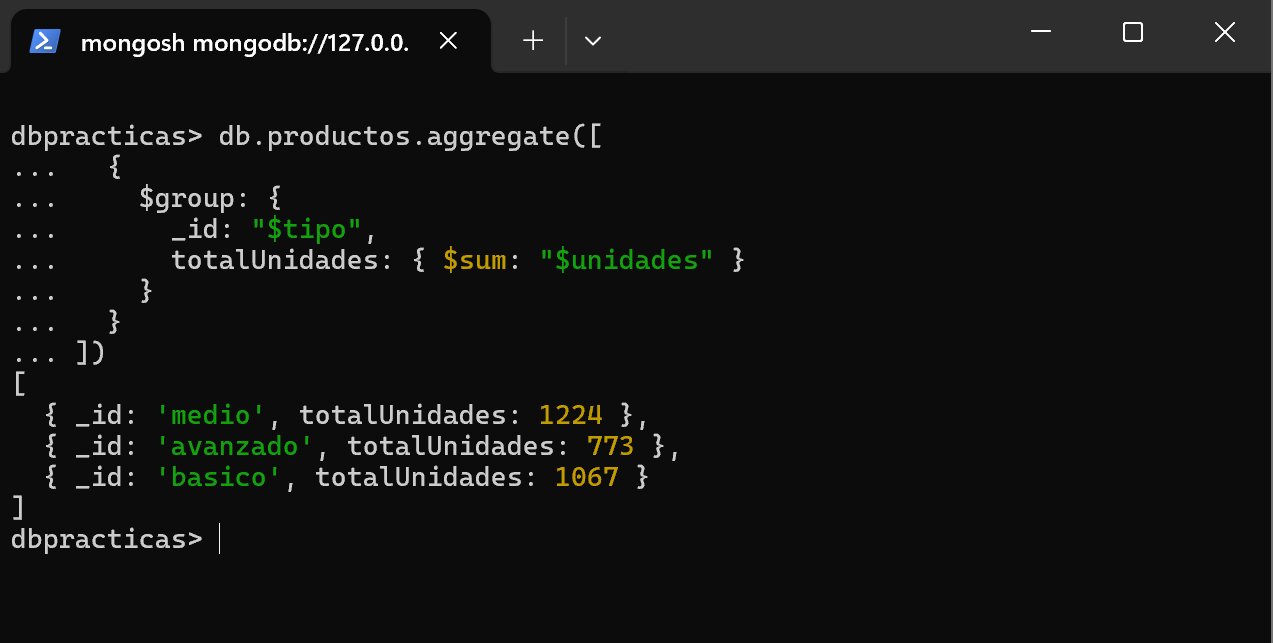 mongosh mongodb://127.0.0.
dbpracticas> db.productos.aggregate([
...   {
...     $group: {
...       _id: "$tipo",
...       totalUnidades: { $sum: "$unidades" }
...     }
...   }
... ])
[
  { _id: 'medio', totalUnidades: 1224 },
  { _id: 'avanzado', totalUnidades: 773 },
  { _id: 'basico', totalUnidades: 1067 }
]
dbpracticas>